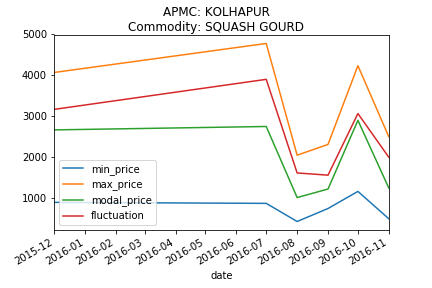 APMC: KOLHAPUR
Commodity: SQUASH GOURD
5000
4000
3000
2000
1000
min_price
max_price
modal_price
fluctuation
2015-12
2016-01
2016-02
2016-03
2016-04
2016-05
2016-06
2016-07
2016-08
2016-09
2016-10
2016-11
date